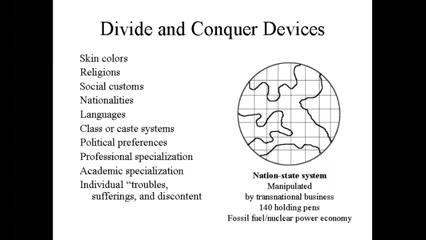 Divide and Conquer Devices
Skin colors
Religions
Social customs
Nationalities
Languages
Class or caste systems
Political preferences
Professional specialization
Academic specialization
Individual “troubles,
sufferings, and discontent
Nation-state system
Manipulated
by transnational business
140 holding pens
Fossil fuel/nuclear power economy